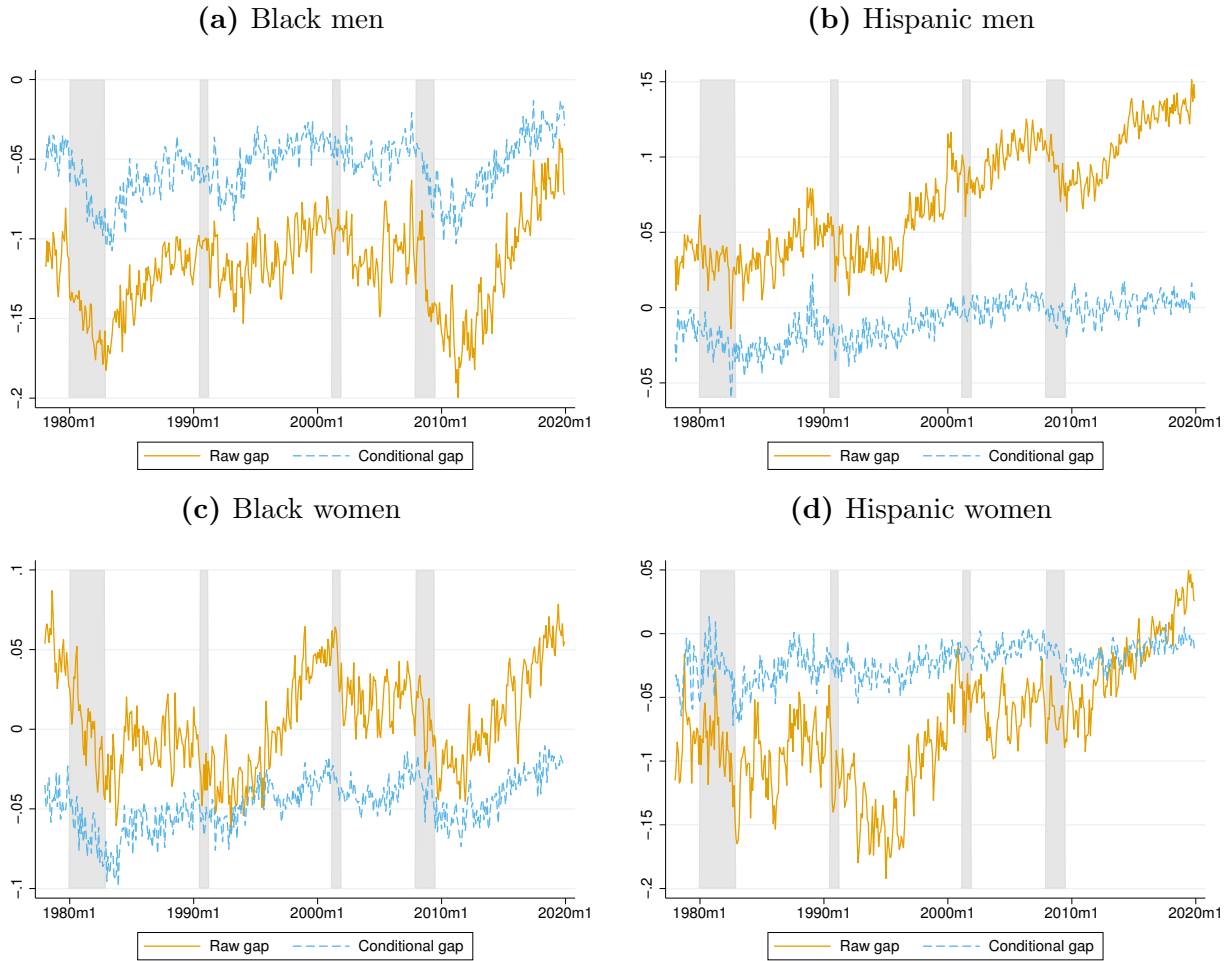 (a) Black men
0
-.05
-.1
-.15
-.2
1980m1 1990m1 2000m1 2010m1 2020m1
Raw gap Conditional gap
(b) Hispanic men
.15
.1
.05
0
-.05
1980m1 1990m1 2000m1 2010m1 2020m1
Raw gap Conditional gap
(c) Black women
.1
.05
0
-.05
-.1
1980m1 1990m1 2000m1 2010m1 2020m1
Raw gap Conditional gap
(d) Hispanic women
.05
0
-.05
-.1
-.15
-.2
1980m1 1990m1 2000m1 2010m1 2020m1
Raw gap Conditional gap